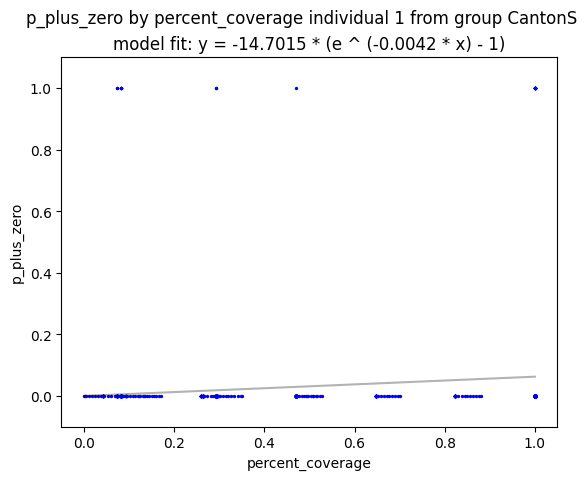 p_plus_zero by percent_coverage individual 1 from group CantonS
model fit: y = -14.7015 * (e ^ (-0.0042 * x) - 1)
1.0
0.8
0.6
0.4
0.2
0.0
p_plus_zero
0.0 0.2 0.4 0.6 0.8 1.0
percent_coverage